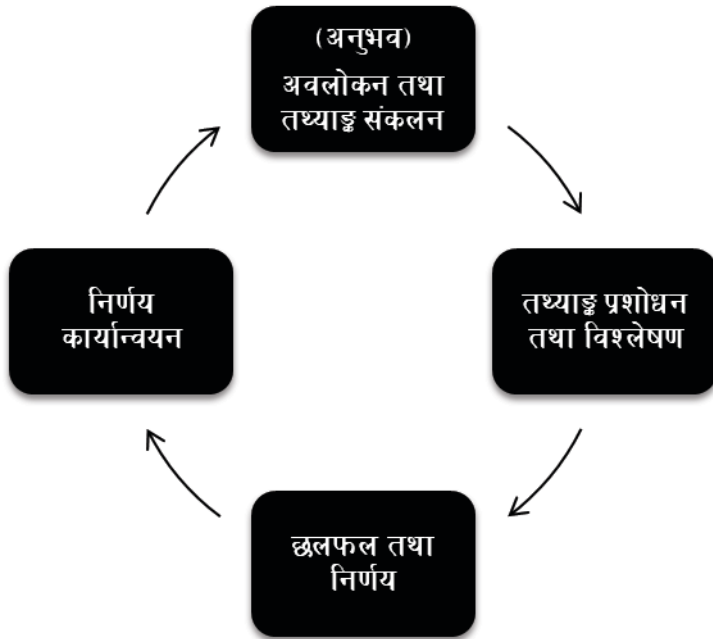 (अनुभव)
अवलोकन तथा
तथ्याङ्क संकलन
तथ्याङ्क प्रशोधन
तथा विश्लेषण
छलफल तथा
निर्णय
निर्णय
कार्यान्वयन